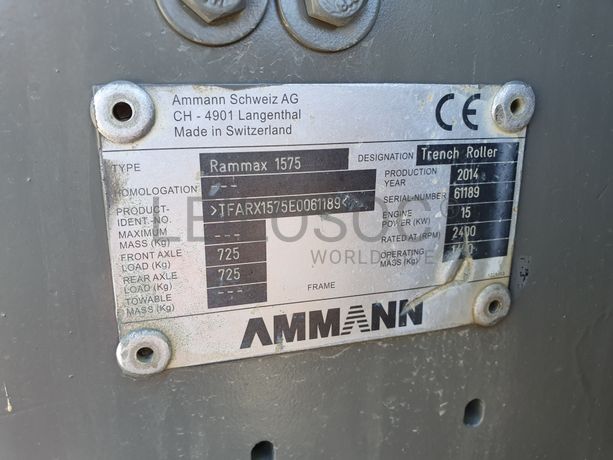 Ammann Schweiz AG
CH - 4901 Langenthal
Made in Switzerland
CE
TYPE Rammax 1575 DESIGNATION Trench Roller
HOMOLOGATION --- PRODUCTION YEAR 2014
PRODUCT-IDENT.-NO. >TFARX1575E0061189< SERIAL-NUMBER 61189
MAXIMUM MASS (Kg) --- ENGINE POWER (KW) 15
FRONT AXLE LOAD (Kg) 725 RATED AT (RPM) 2400
REAR AXLE LOAD (Kg) 725 OPERATING MASS (Kg)
TOWABLE MASS (Kg) --- FRAME
AMMANN
WORLDWIDE